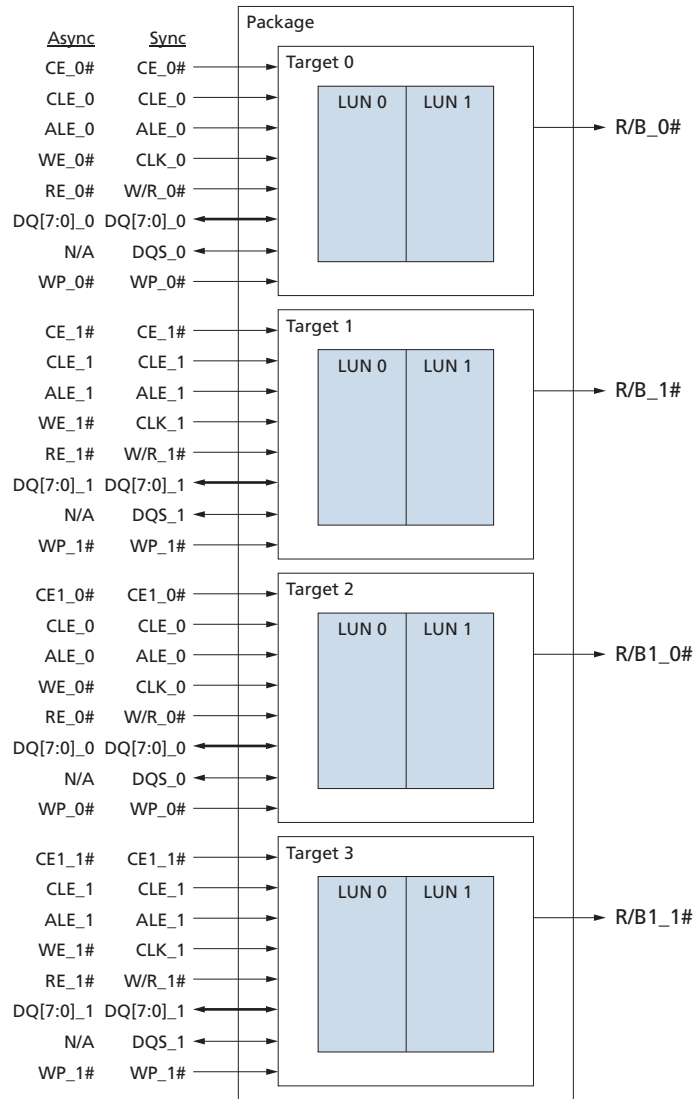 Package
Async Sync
Target 0
CE_0# CE_0#
CLE_0 CLE_0
LUN 0 LUN 1
ALE_0 ALE_0
R/B_0#
WE_0# CLK_0
RE_0# W/R_0#
DQ[7:0]_0 DQ[7:0]_0
N/A DQS_0
WP_0# WP_0#
Target 1
CE_1# CE_1#
CLE_1 CLE_1
LUN 0 LUN 1
ALE_1 ALE_1
R/B_1#
WE_1# CLK_1
RE_1# W/R_1#
DQ[7:0]_1 DQ[7:0]_1
N/A DQS_1
WP_1# WP_1#
Target 2
CE1_0# CE1_0#
CLE_0 CLE_0
LUN 0 LUN 1
ALE_0 ALE_0
R/B1_0#
WE_0# CLK_0
RE_0# W/R_0#
DQ[7:0]_0 DQ[7:0]_0
N/A DQS_0
WP_0# WP_0#
Target 3
CE1_1# CE1_1#
CLE_1 CLE_1
LUN 0 LUN 1
ALE_1 ALE_1
R/B1_1#
WE_1# CLK_1
RE_1# W/R_1#
DQ[7:0]_1 DQ[7:0]_1
N/A DQS_1
WP_1# WP_1#